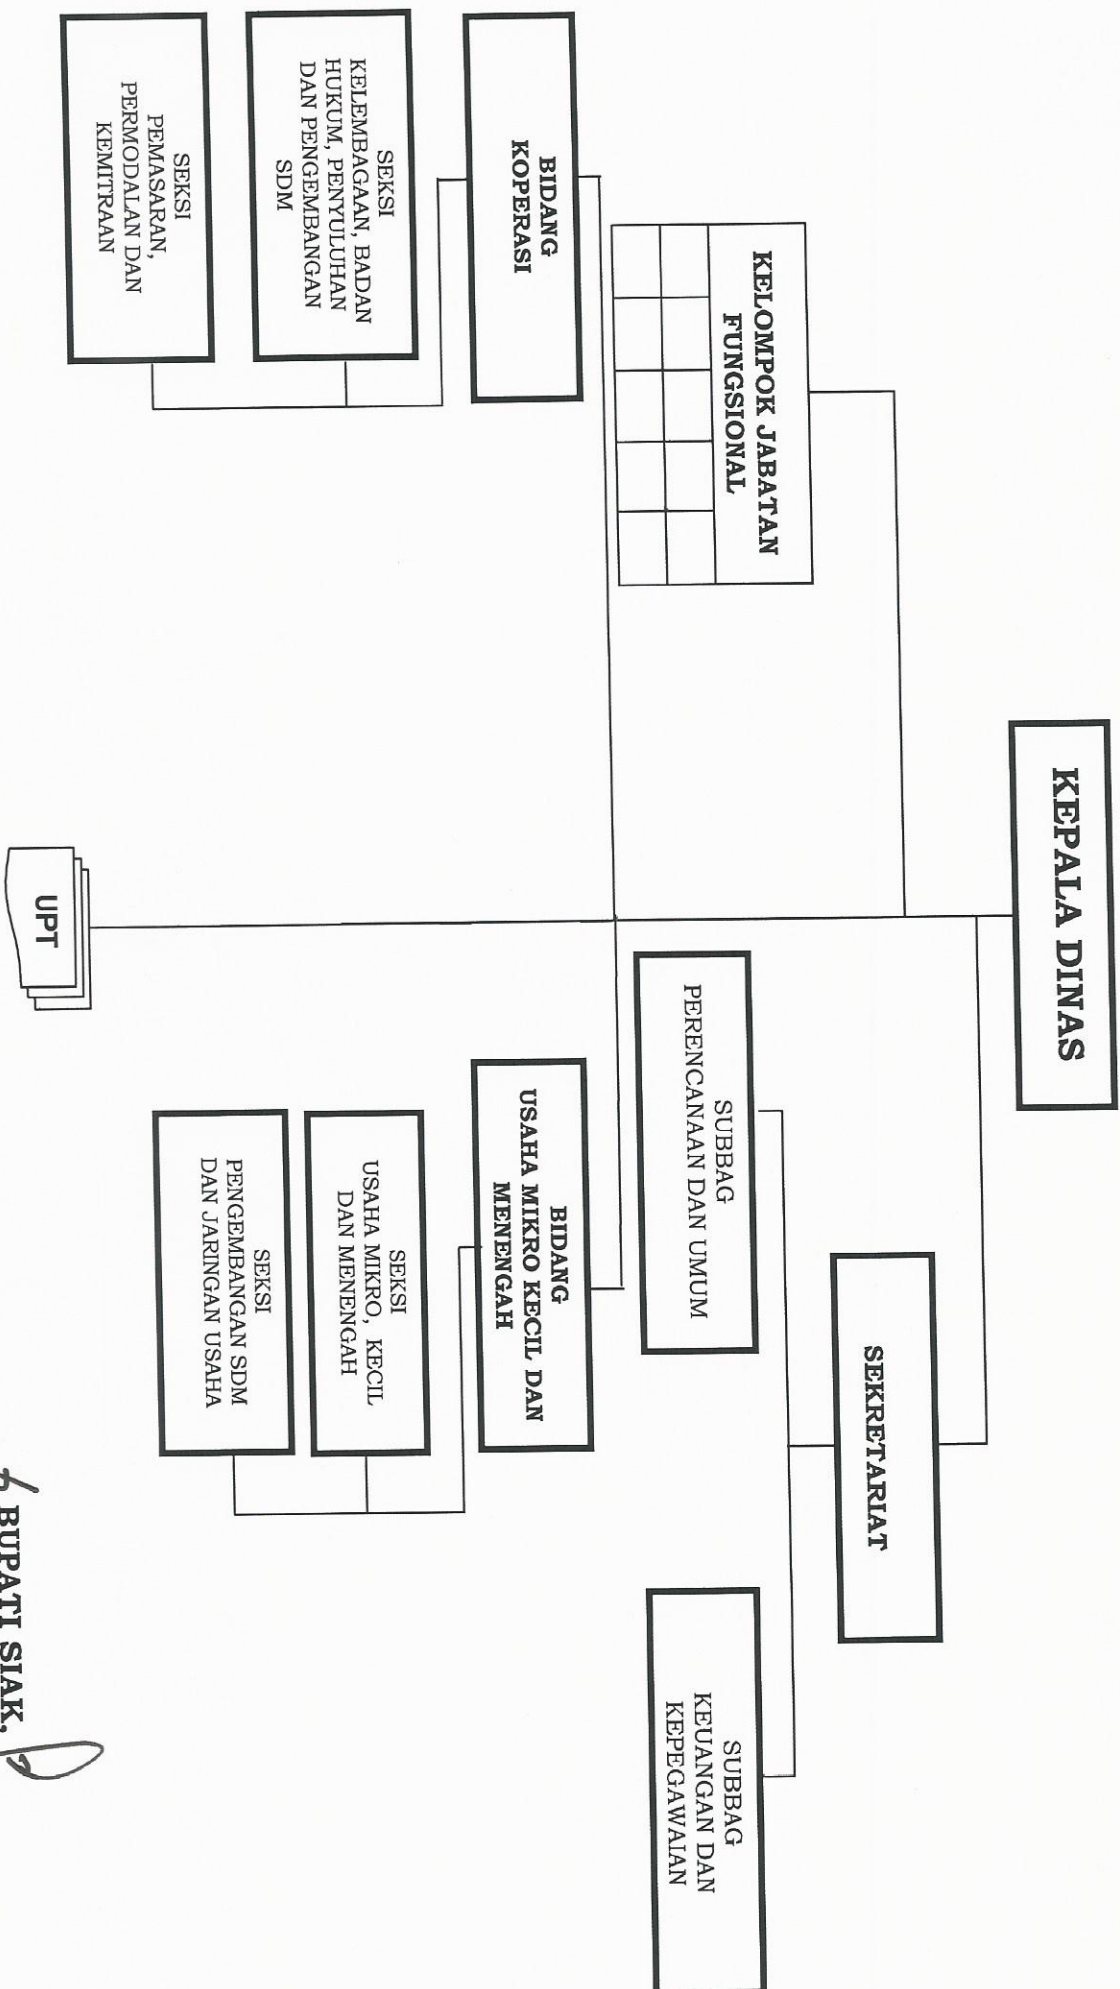 KEPALA DINAS
KELOMPOK JABATAN
FUNGSIONAL
SEKRETARIAT
SUBBAG
PERENCANAAN DAN UMUM
SUBBAG
KEUANGAN DAN
KEPEGAWAIAN
BIDANG
KOPERASI
SEKSI
KELEMBAGAAN, BADAN
HUKUM, PENYULUHAN
DAN PENGEMBANGAN
SDM
SEKSI
PEMASARAN,
PERMODALAN DAN
KEMITRAAN
BIDANG
USAHA MIKRO KECIL DAN
MENENGAH
SEKSI
USAHA MIKRO, KECIL
DAN MENENGAH
SEKSI
PENGEMBANGAN SDM
DAN JARINGAN USAHA
UPT
BUPATI SIAK,